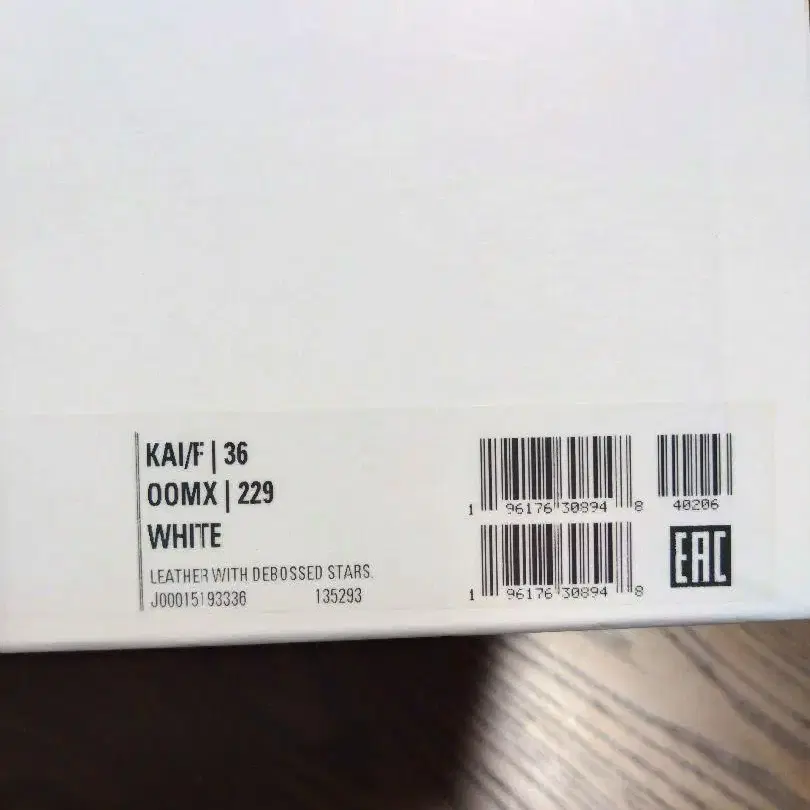 KAI/F | 36
OOMX | 229
WHITE
LEATHER WITH DEBOSSED STARS.
J00015193336 135293
1 96176 30894 8
40206
1 96176 30894 8
EAC